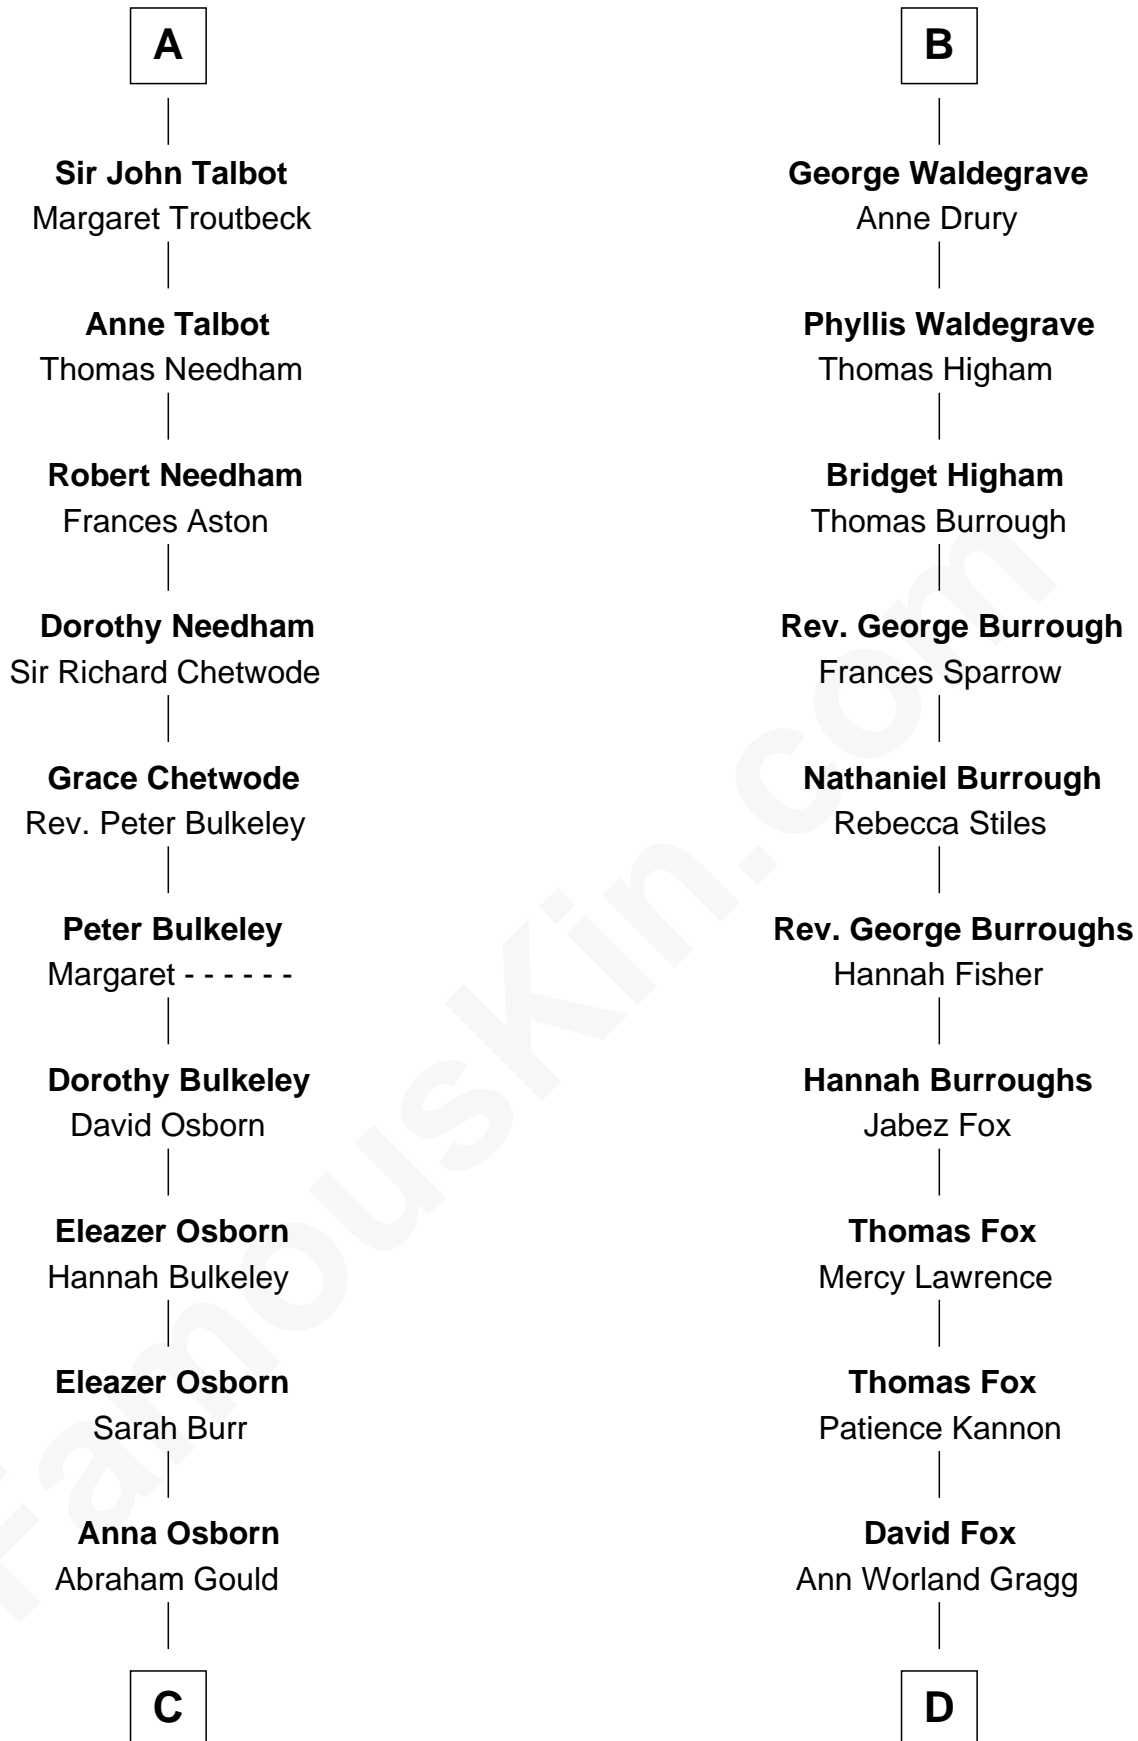 A
Sir John Talbot
Margaret Troutbeck
Anne Talbot
Thomas Needham
Robert Needham
Frances Aston
Dorothy Needham
Sir Richard Chetwode
Grace Chetwode
Rev. Peter Bulkeley
Peter Bulkeley
Margaret - - - - - -
Dorothy Bulkeley
David Osborn
Eleazer Osborn
Hannah Bulkeley
Eleazer Osborn
Sarah Burr
Anna Osborn
Abraham Gould
C
B
George Waldegrave
Anne Drury
Phyllis Waldegrave
Thomas Higham
Bridget Higham
Thomas Burrough
Rev. George Burrough
Frances Sparrow
Nathaniel Burrough
Rebecca Stiles
Rev. George Burroughs
Hannah Fisher
Hannah Burroughs
Jabez Fox
Thomas Fox
Mercy Lawrence
Thomas Fox
Patience Kannon
David Fox
Ann Worland Gragg
D
FamousKin.com